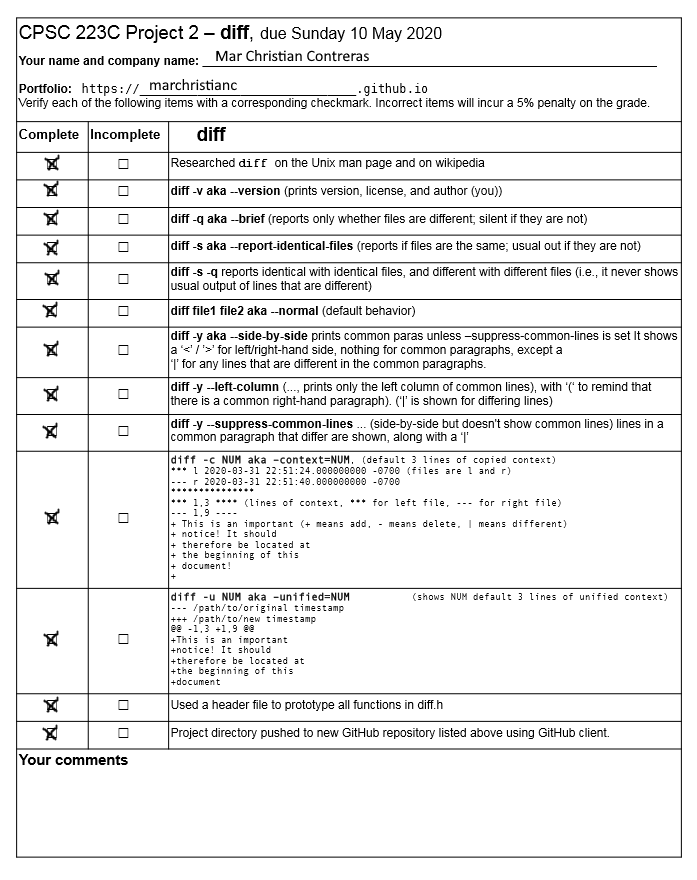 CPSC 223C Project 2 – diff, due Sunday 10 May 2020
Your name and company name: Mar Christian Contreras
Portfolio: https://marchristianc.github.io
Verify each of the following items with a corresponding checkmark. Incorrect items will incur a 5% penalty on the grade.
Complete Incomplete diff
Researched diff on the Unix man page and on wikipedia
diff -v aka --version (prints version, license, and author (you))
diff -q aka --brief (reports only whether files are different; silent if they are not)
diff -s aka --report-identical-files (reports if files are the same; usual out if they are not)
diff -s -q reports identical with identical files, and different with different files (i.e., it never shows
usual output of lines that are different)
diff file1 file2 aka --normal (default behavior)
diff -y aka --side-by-side prints common paras unless –suppress-common-lines is set It shows
a ‘<’ / ‘>’ for left/right-hand side, nothing for common paragraphs, except a
‘|’ for any lines that are different in the common paragraphs.
diff -y --left-column (..., prints only the left column of common lines), with ‘(‘ to remind that
there is a common right-hand paragraph). (‘|’ is shown for differing lines)
diff -y --suppress-common-lines ... (side-by-side but doesn't show common lines) lines in a
common paragraph that differ are shown, along with a ‘|’
diff -c NUM aka –context=NUM, (default 3 lines of copied context)
*** l 2020-03-31 22:51:24.000000000 -0700 (files are l and r)
--- r 2020-03-31 22:51:40.000000000 -0700
***************
*** 1,3 **** (lines of context, *** for left file, --- for right file)
--- 1,9 ----
+ This is an important (+ means add, - means delete, | means different)
+ notice! It should
+ therefore be located at
+ the beginning of this
+ document!
+
diff -u NUM aka –unified=NUM (shows NUM default 3 lines of unified context)
--- /path/to/original timestamp
+++ /path/to/new timestamp
@@ -1,3 +1,9 @@
+This is an important
+notice! It should
+therefore be located at
+the beginning of this
+document
Used a header file to prototype all functions in diff.h
Project directory pushed to new GitHub repository listed above using GitHub client.
Your comments